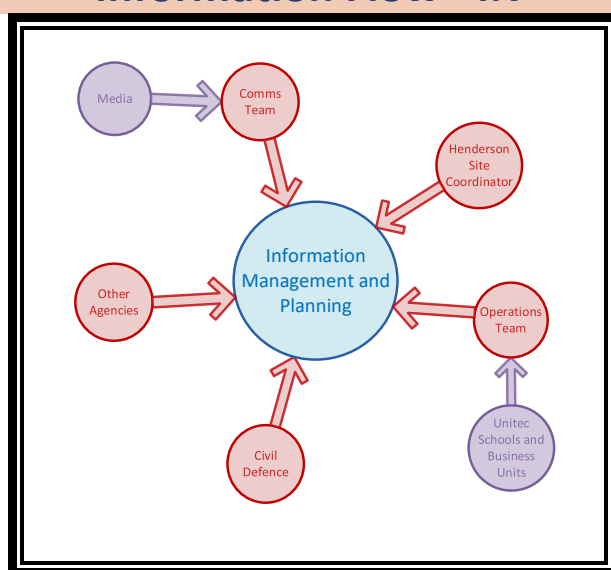 Media
Comms
Team
Henderson
Site
Coordinator
Information
Management and
Planning
Other
Agencies
Operations
Team
Civil
Defence
Unitec
Schools and
Business
Units